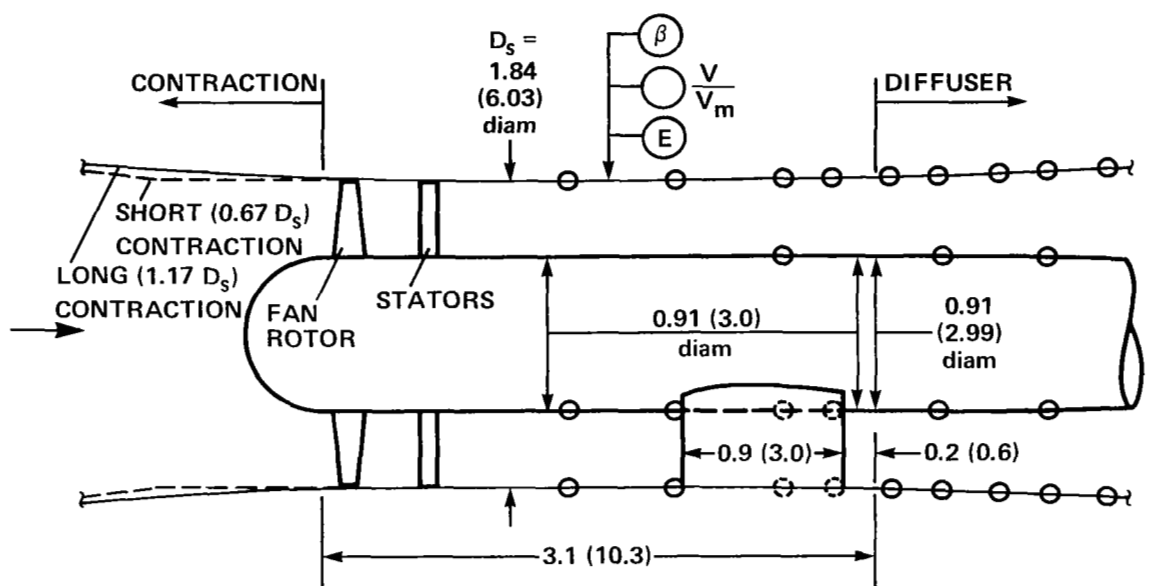 CONTRACTION
D_s =
1.84
(6.03)
diam
β
V
V_m
E
DIFFUSER
SHORT (0.67 D_s)
CONTRACTION
LONG (1.17 D_s)
CONTRACTION
FAN
ROTOR
STATORS
0.91 (3.0)
diam
0.91
(2.99)
diam
0.9 (3.0)
0.2 (0.6)
3.1 (10.3)